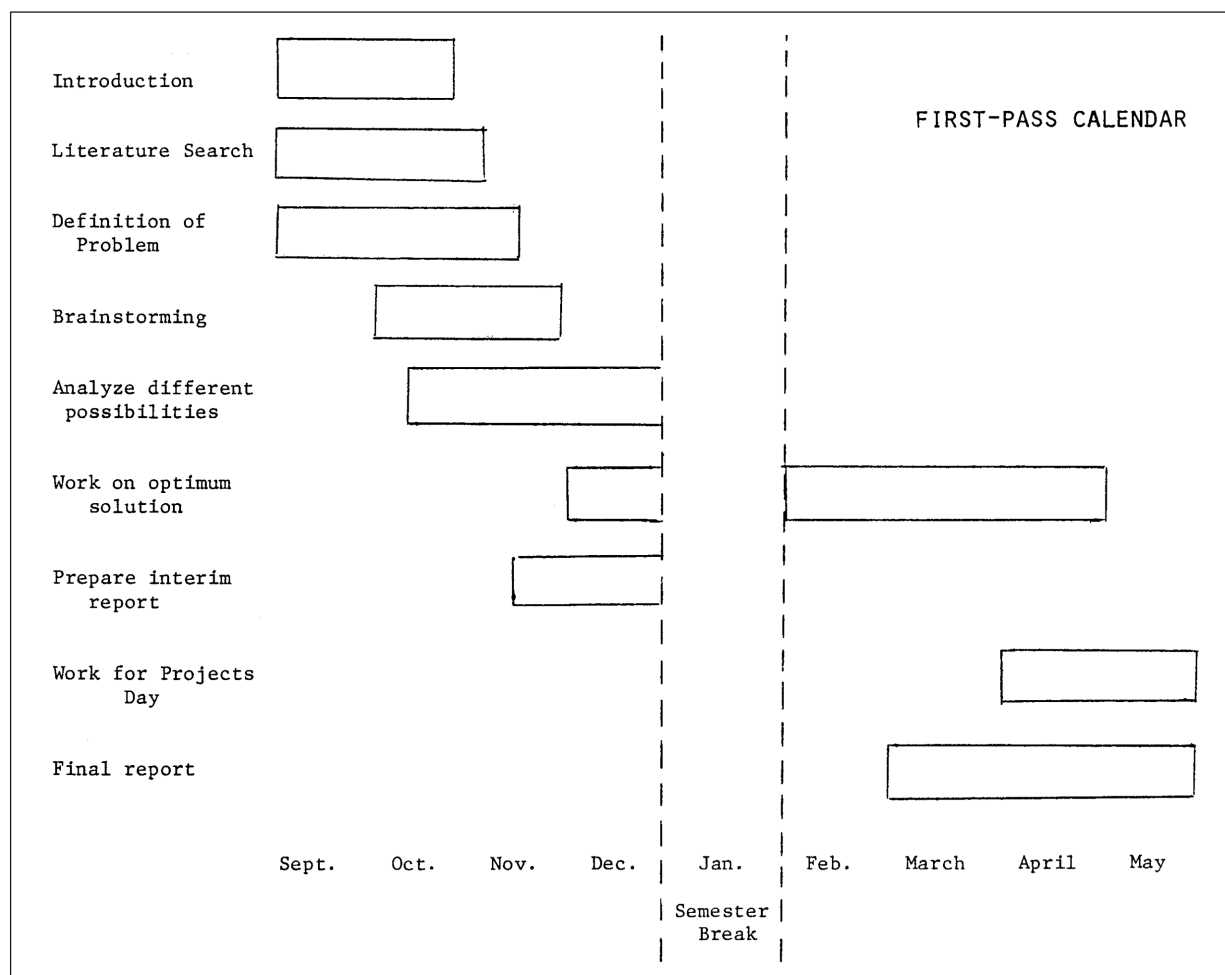 Introduction
FIRST-PASS CALENDAR
Literature Search
Definition of
Problem
Brainstorming
Analyze different
possibilities
Work on optimum
solution
Prepare interim
report
Work for Projects
Day
Final report
Sept. Oct. Nov. Dec. Jan. Feb. March April May
Semester
Break